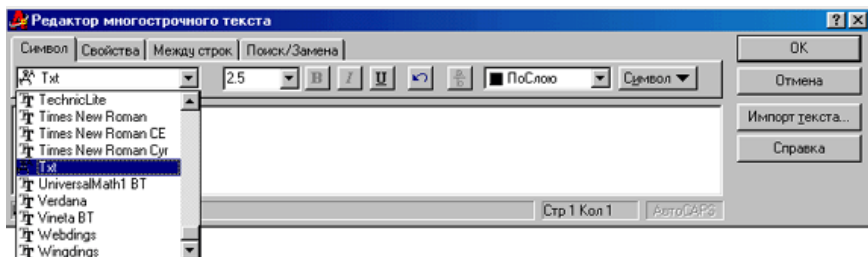 Редактор многострочного текста
Символ Свойства Между строк Поиск/Замена
OK
Txt 2.5 B I U ПоСлою Символ
Отмена
TechnicLite
Times New Roman
Импорт текста...
Times New Roman CE
Times New Roman Cyr
Справка
Txt
UniversalMath1 BT
Verdana
Стр 1 Кол 1 АвтоCAPS
Vineta BT
Webdings
Wingdings